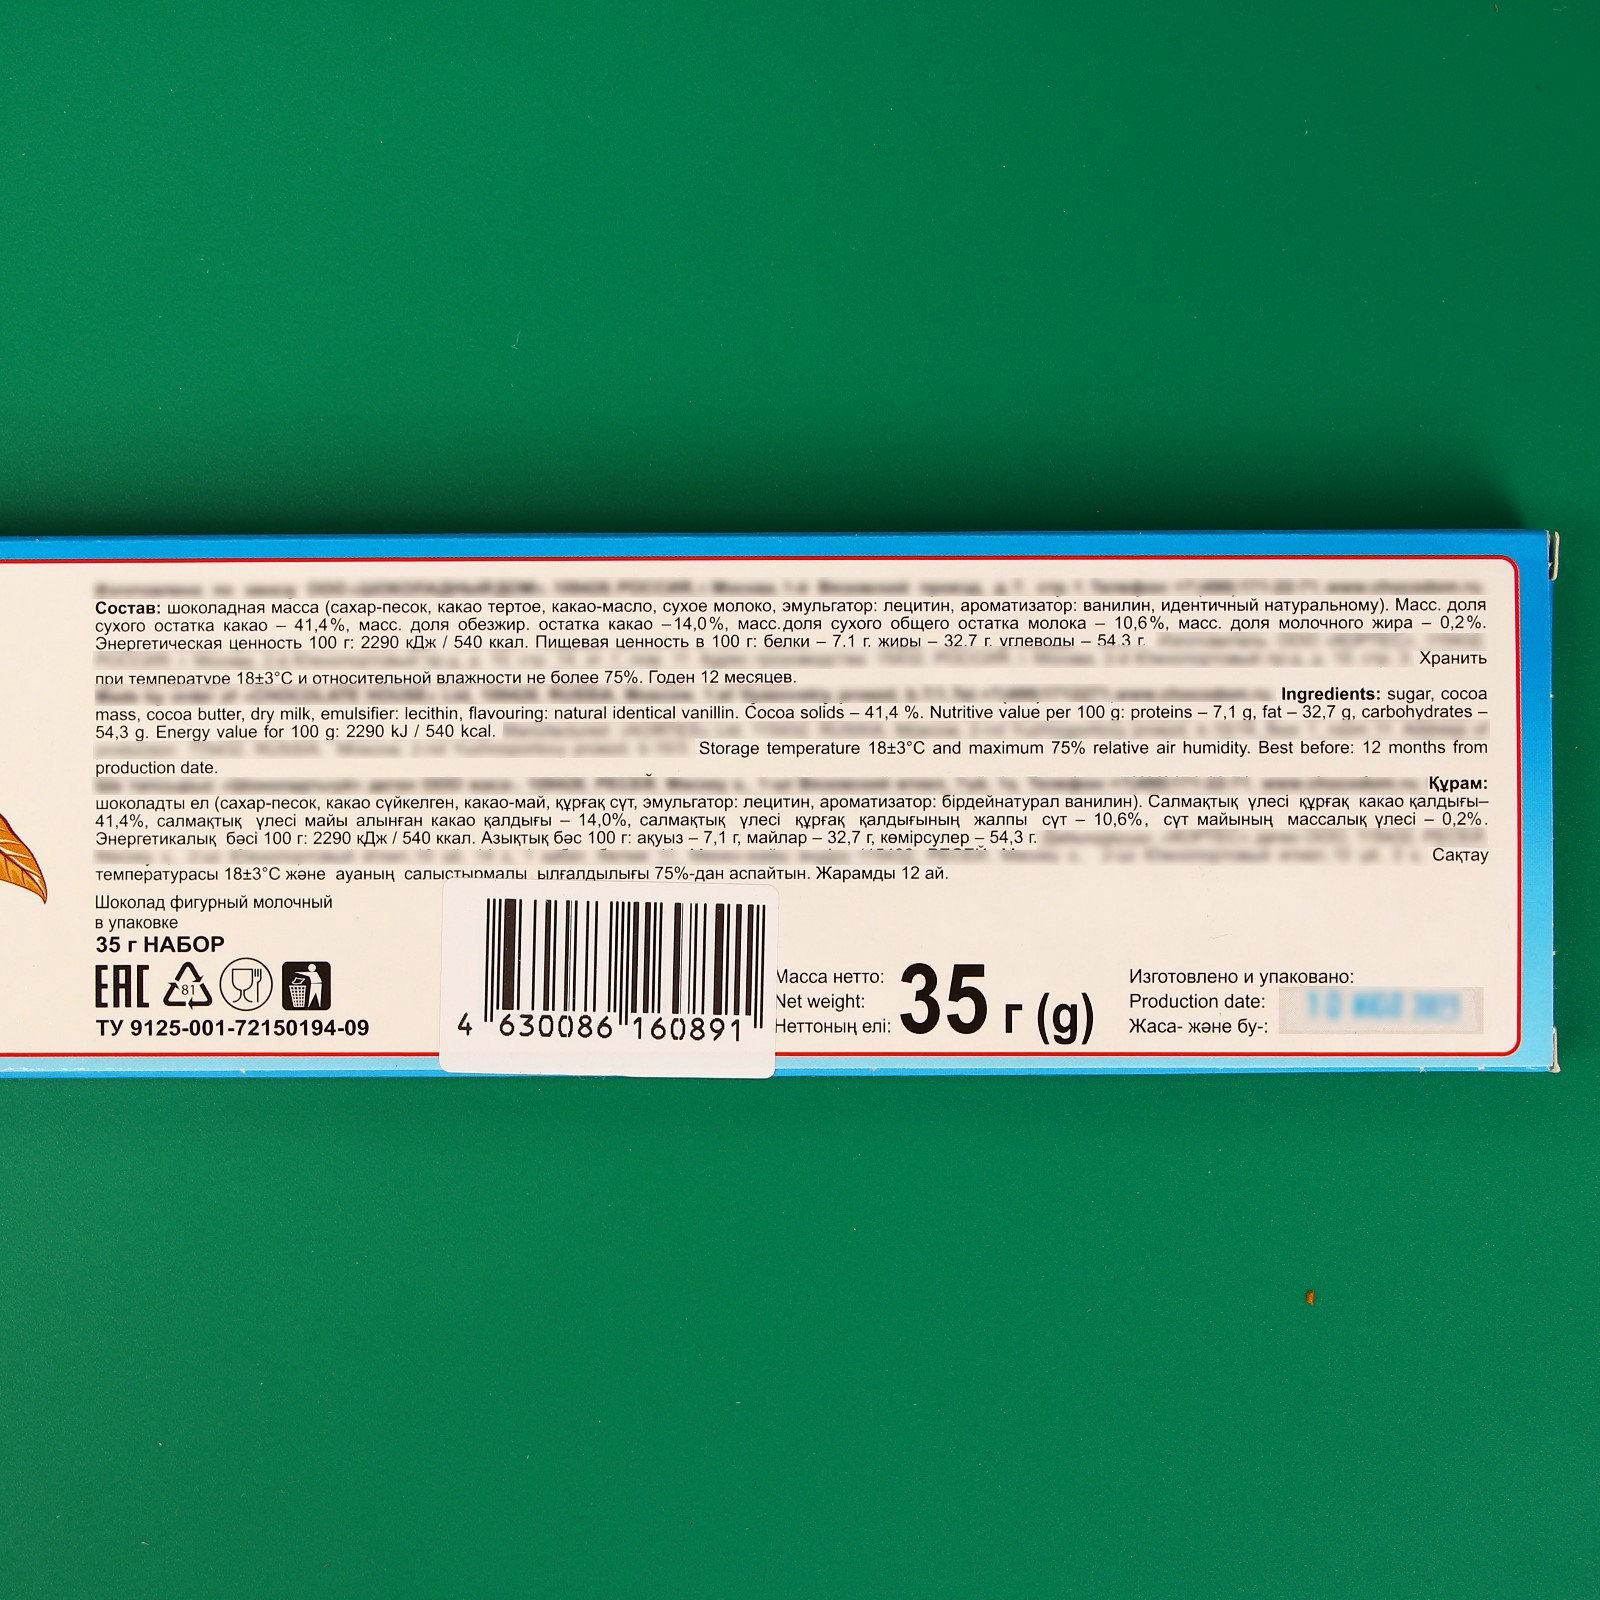 Состав: шоколадная масса (сахар-песок, какао тертое, какао-масло, сухое молоко, эмульгатор: лецитин, ароматизатор: ванилин, идентичный натуральному). Масс. доля
сухого остатка какао – 41,4%, масс. доля обезжир. остатка какао –14,0%, масс.доля сухого общего остатка молока – 10,6%, масс. доля молочного жира – 0,2%.
Энергетическая ценность 100 г: 2290 кДж / 540 ккал. Пищевая ценность в 100 г: белки – 7,1 г, жиры – 32,7 г, углеводы – 54,3 г.
Хранить
при температуре 18±3°С и относительной влажности не более 75%. Годен 12 месяцев.
Ingredients: sugar, cocoa
mass, cocoa butter, dry milk, emulsifier: lecithin, flavouring: natural identical vanillin. Cocoa solids – 41,4 %. Nutritive value per 100 g: proteins – 7,1 g, fat – 32,7 g, carbohydrates –
54,3 g. Energy value for 100 g: 2290 kJ / 540 kcal.
Storage temperature 18±3°C and maximum 75% relative air humidity. Best before: 12 months from
production date.
Құрам:
шоколадты ел (сахар-песок, какао сүйкелген, какао-май, құрғақ сүт, эмульгатор: лецитин, ароматизатор: бірдейнатурал ванилин). Салмақтық үлесі құрғақ какао қалдығы–
41,4%, салмақтық үлесі майы алынған какао қалдығы – 14,0%, салмақтық үлесі құрғақ қалдығының жалпы сүт – 10,6%, сүт майының массалық үлесі – 0,2%.
Энергетикалық бәсі 100 г: 2290 кДж / 540 ккал. Азықтық бәс 100 г: ақуыз – 7,1 г, майлар – 32,7 г, көмірсулер – 54,3 г.
Сақтау
температурасы 18±3°С және ауаның салыстырмалы ылғалдылығы 75%-дан аспайтын. Жарамды 12 ай.
Шоколад фигурный молочный
в упаковке
35 г НАБОР
EAC 81
ТУ 9125-001-72150194-09
4 630086 160891
Масса нетто:
Net weight:
Неттоның елі:
35 г (g)
Изготовлено и упаковано:
Production date:
Жаса- және бу-: